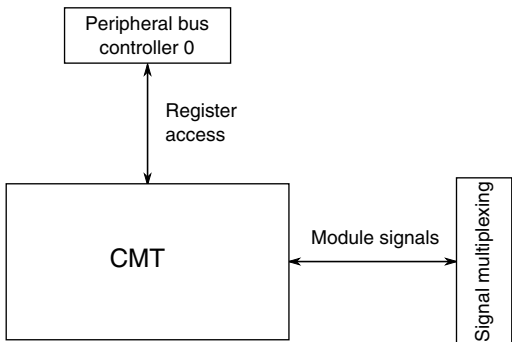 Peripheral bus
controller 0
Register
access
CMT
Module signals
Signal multiplexing